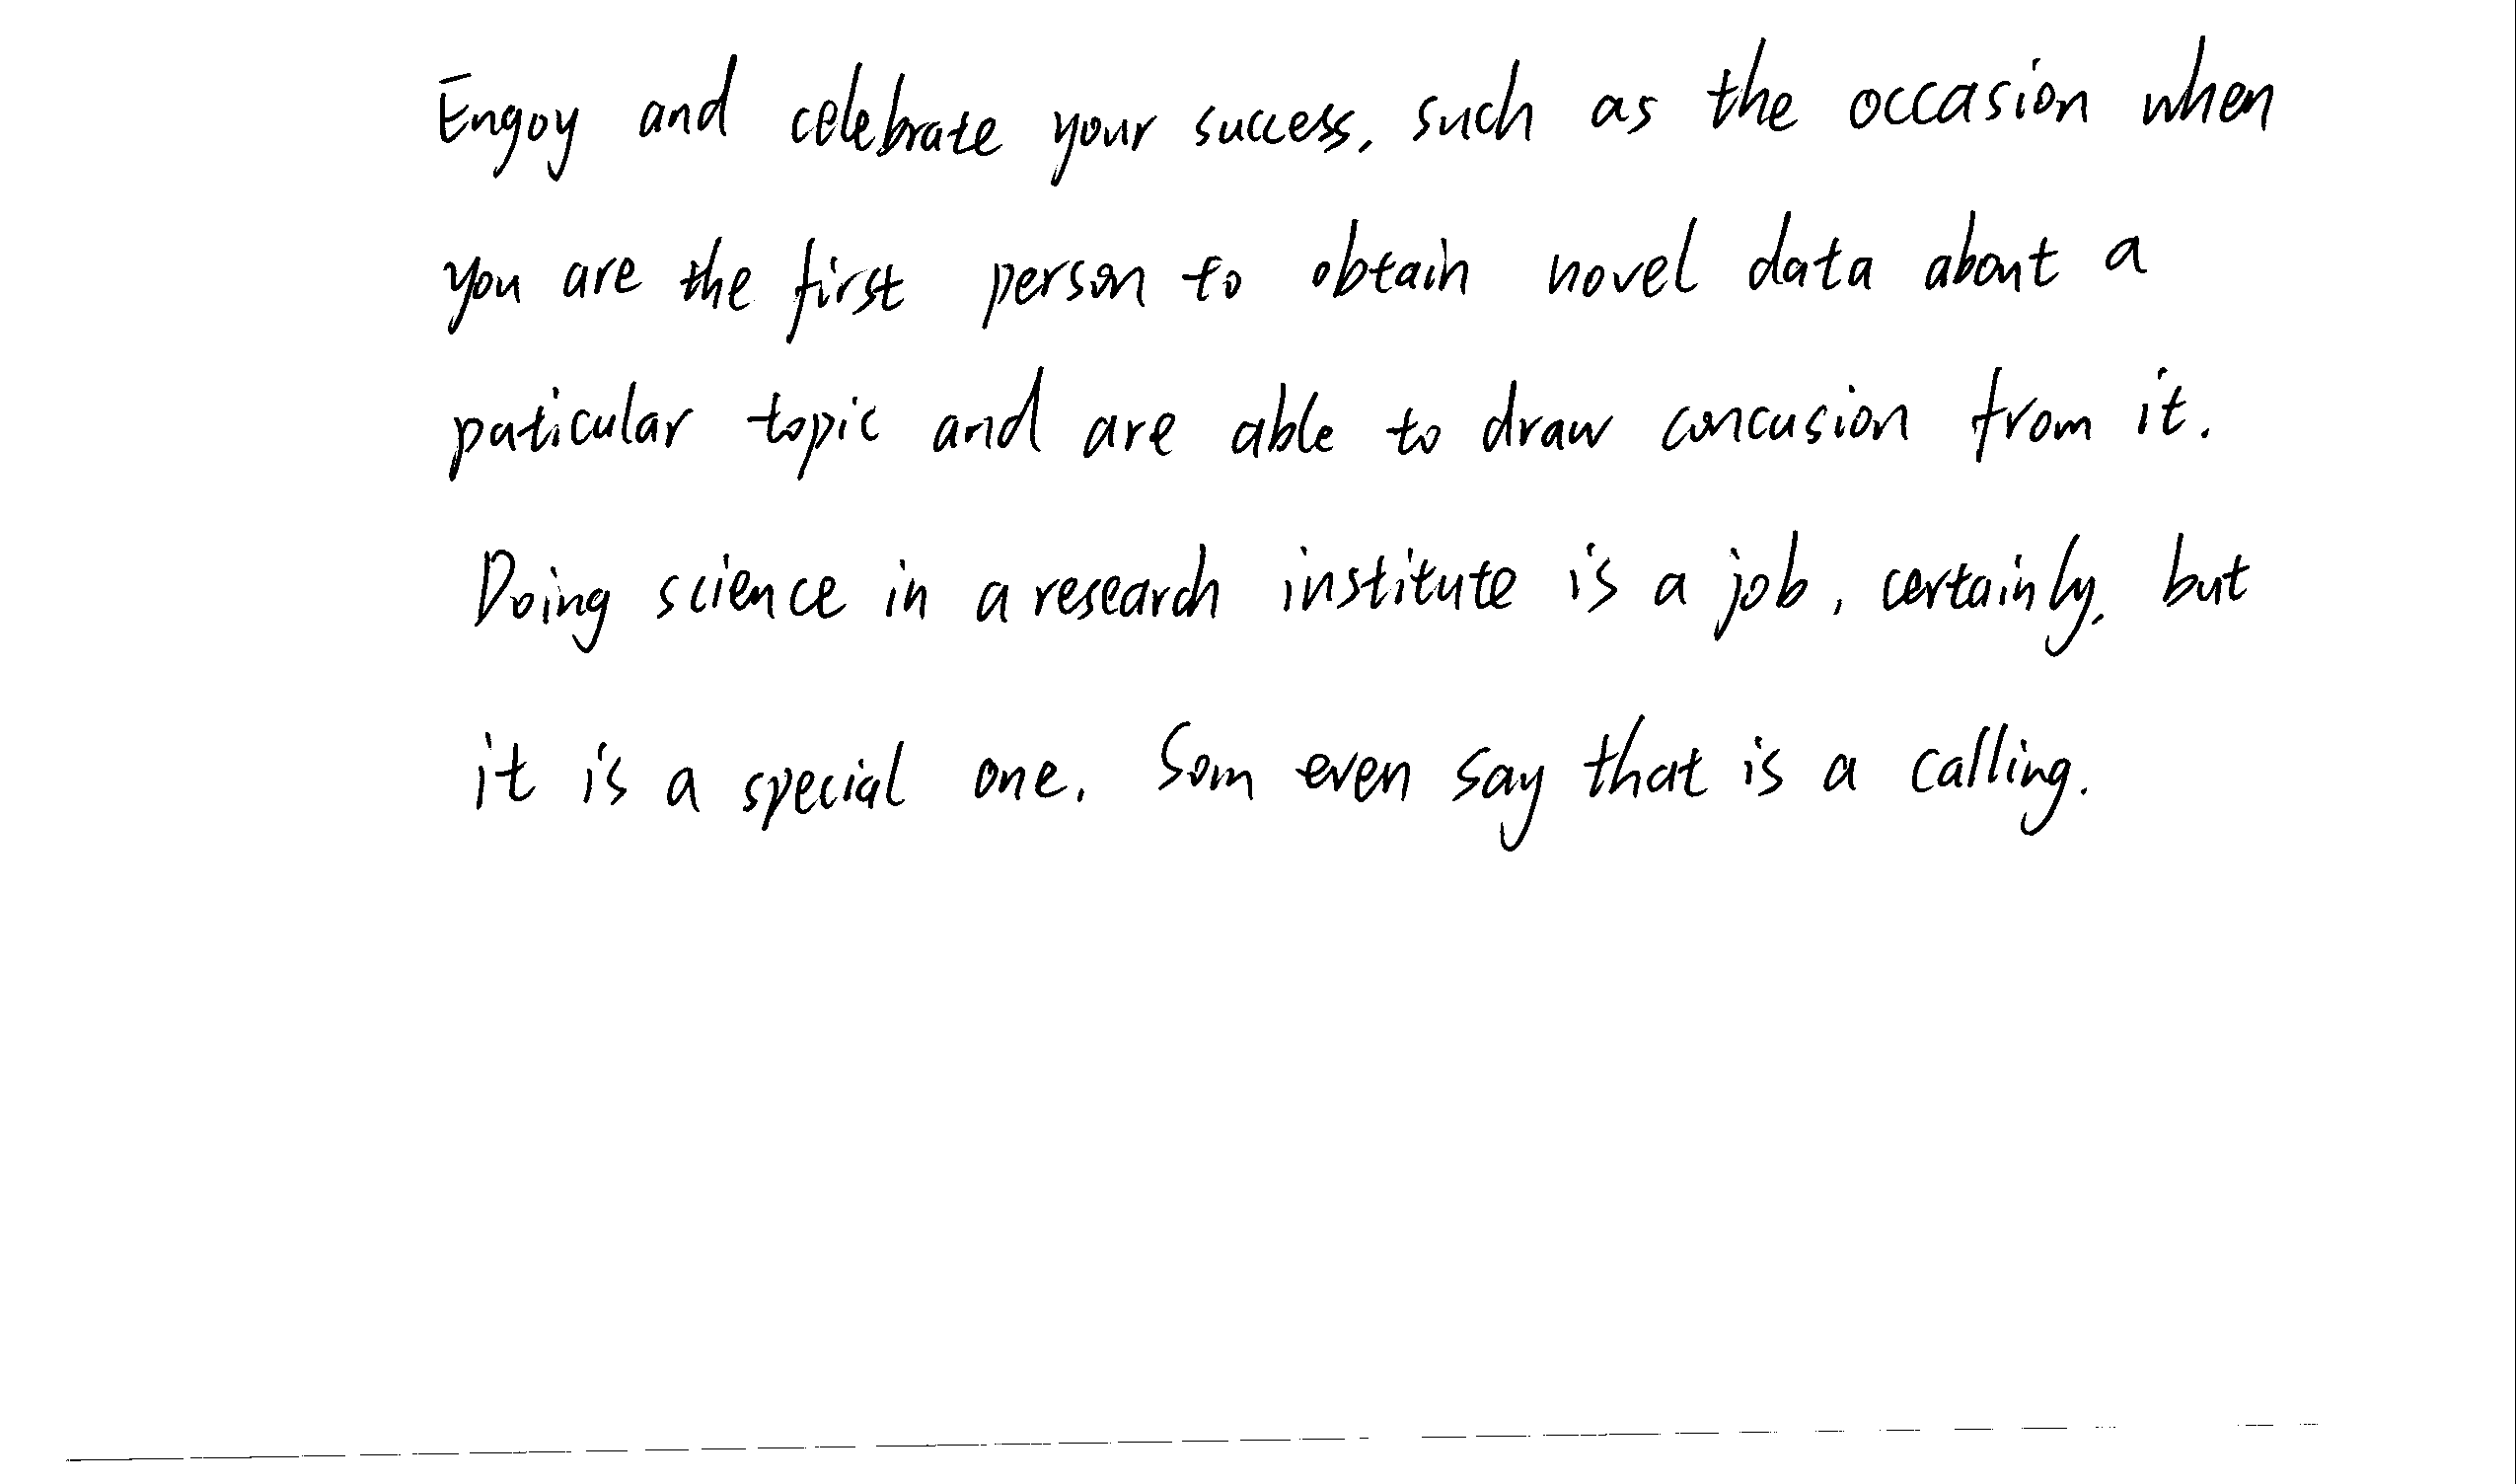 Engoy and celebrate your success, such as the occasion when
you are the first person to obtain novel data about a
paticular topic and are able to draw concusion from it.
Doing science in a research institute is a job, certainly, but
it is a special one. Som even say that is a calling.